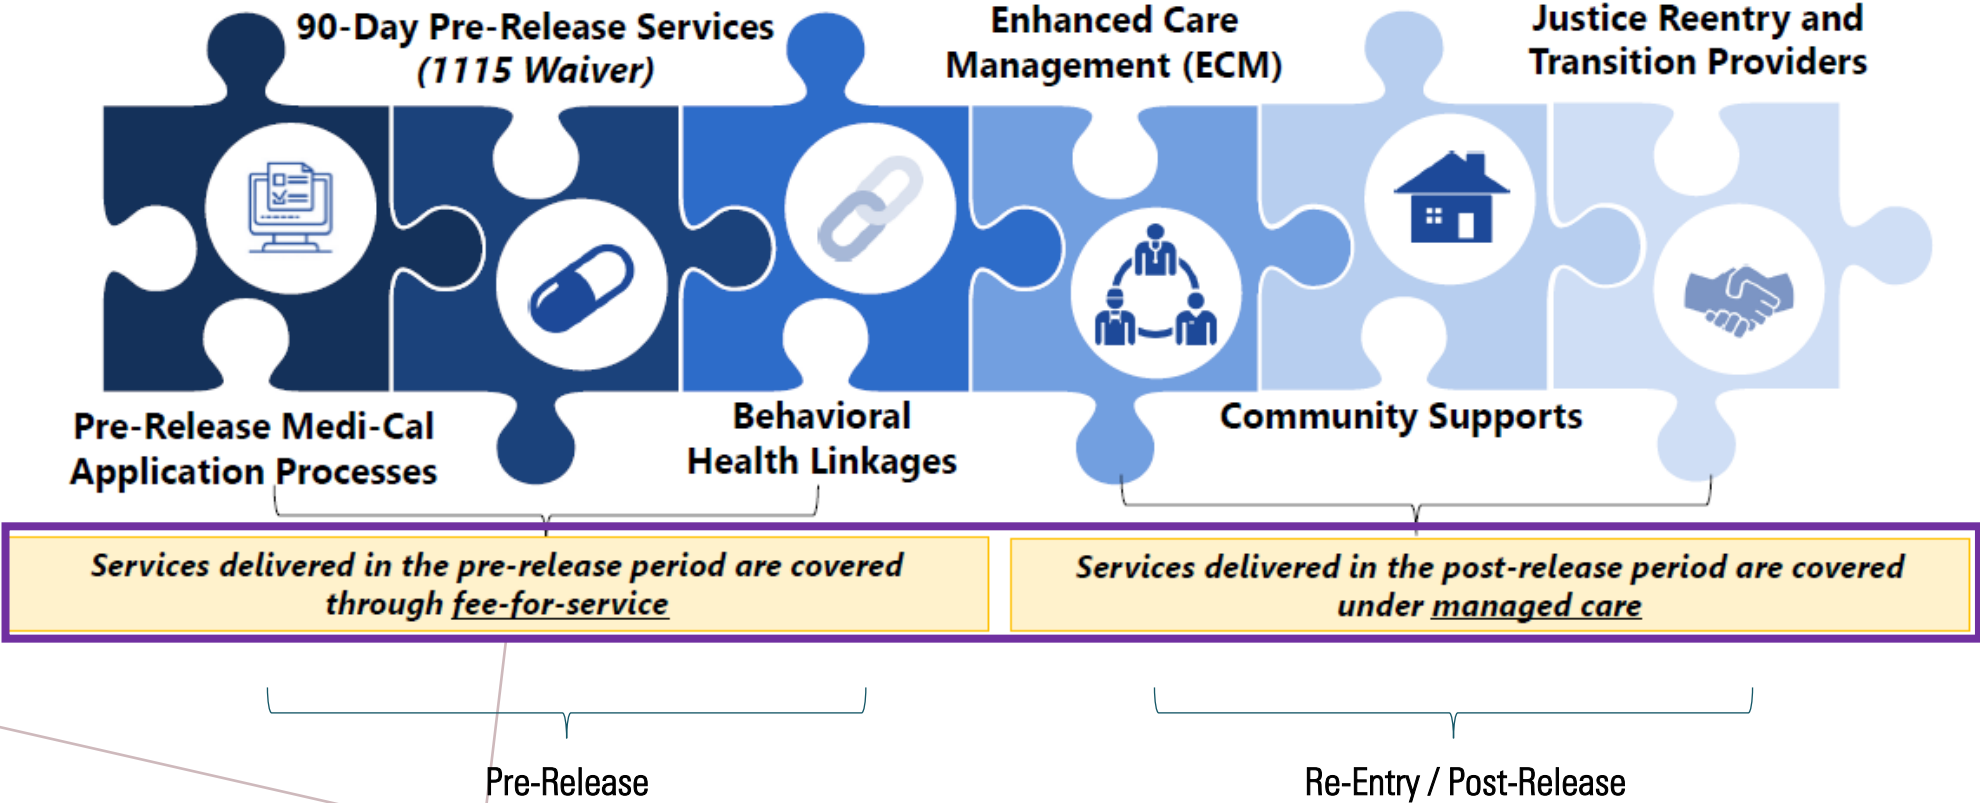 90-Day Pre-Release Services
(1115 Waiver)
Enhanced Care
Management (ECM)
Justice Reentry and
Transition Providers
Pre-Release Medi-Cal
Application Processes
Behavioral
Health Linkages
Community Supports
Services delivered in the pre-release period are covered
through fee-for-service
Services delivered in the post-release period are covered
under managed care
Pre-Release
Re-Entry / Post-Release